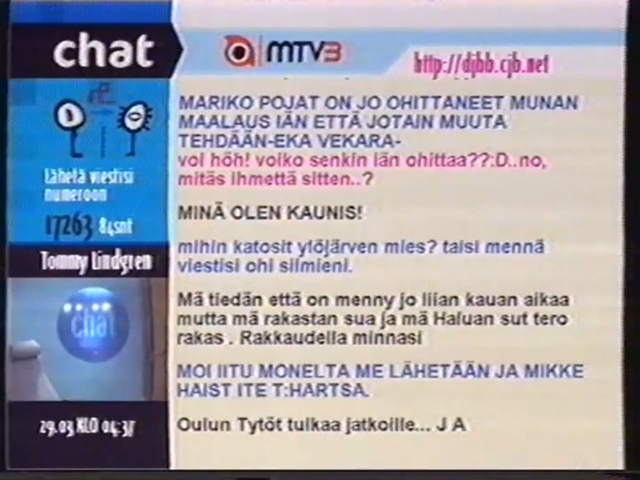 chat
MTV3
http://djbb.cjb.net
MARIKO POJAT ON JO OHITTANEET MUNAN
MAALAUS IÄN ETTÄ JOTAIN MUUTA
TEHDÄÄN-EKA VEKARA-
voi höh! voiko senkin iän ohittaa??:D..no,
mitäs ihmettä sitten..?
MINÄ OLEN KAUNIS!
mihin katosit ylöjärven mies? taisi mennä
viestisi ohi silmieni.
Mä tiedän että on menny jo liian kauan aikaa
mutta mä rakastan sua ja mä Haluan sut tero
rakas . Rakkaudella minnasi
MOI IITU MONELTA ME LÄHETÄÄN JA MIKKE
HAIST ITE T:HARTSA.
Oulun Tytöt tulkaa jatkoille... J A
Lähetä viestisi
numeroon
17263 84snt
Tommy Lindgren
chat
29.03 KLO 04:37